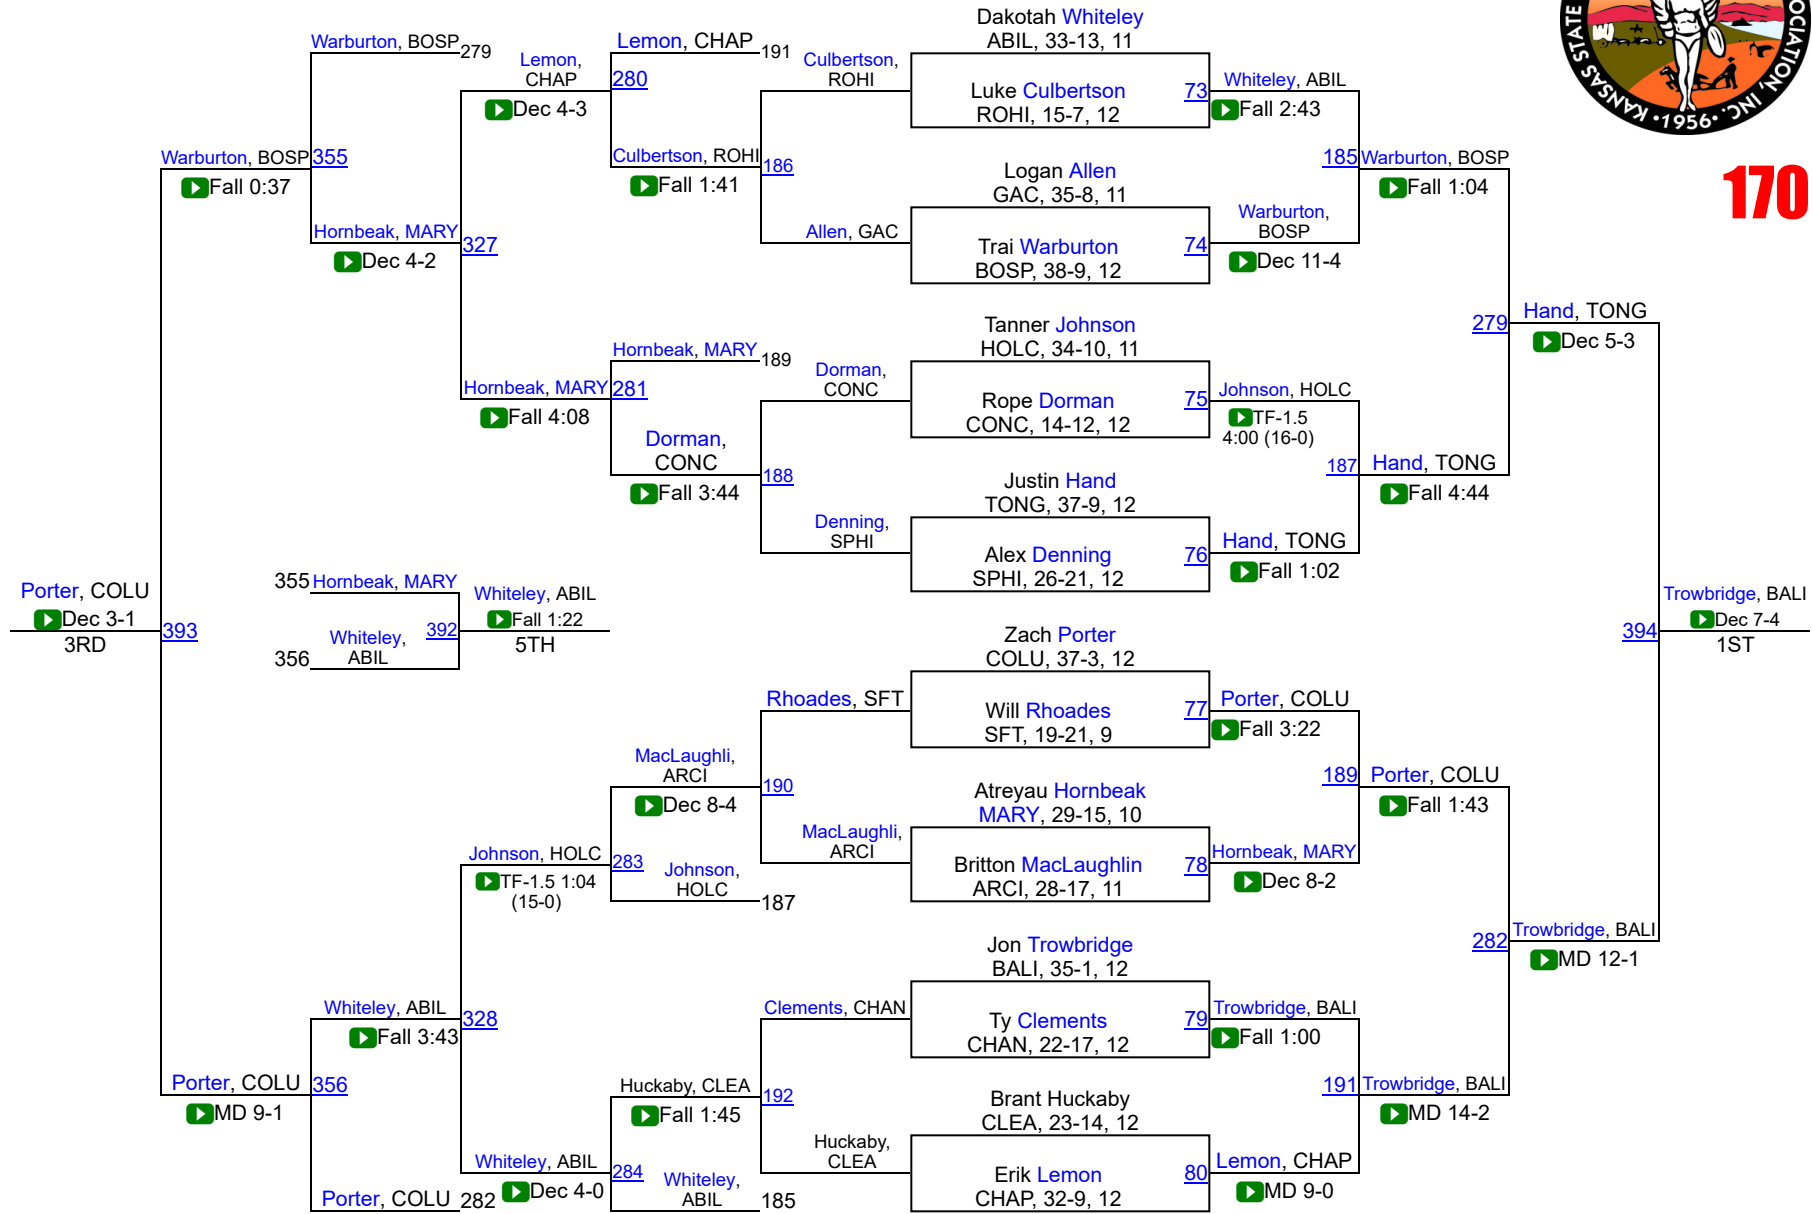 Dakotah Whiteley
ABIL, 33-13, 11
Luke Culbertson
ROHI, 15-7, 12
73
Logan Allen
GAC, 35-8, 11
Trai Warburton
BOSP, 38-9, 12
74
Tanner Johnson
HOLC, 34-10, 11
Rope Dorman
CONC, 14-12, 12
75
Justin Hand
TONG, 37-9, 12
Alex Denning
SPHI, 26-21, 12
76
Zach Porter
COLU, 37-3, 12
Will Rhoades
SFT, 19-21, 9
77
Atreyau Hornbeak
MARY, 29-15, 10
Britton MacLaughlin
ARCI, 28-17, 11
78
Jon Trowbridge
BALI, 35-1, 12
Ty Clements
CHAN, 22-17, 12
79
Brant Huckaby
CLEA, 23-14, 12
Erik Lemon
CHAP, 32-9, 12
80
Whiteley, ABIL
Fall 2:43
Warburton,
BOSP
Dec 11-4
185
Johnson, HOLC
TF-1.5
4:00 (16-0)
Hand, TONG
Fall 1:02
187
Porter, COLU
Fall 3:22
Hornbeak, MARY
Dec 8-2
189
Trowbridge, BALI
Fall 1:00
Lemon, CHAP
MD 9-0
191
Warburton, BOSP
Fall 1:04
Hand, TONG
Fall 4:44
279
Porter, COLU
Fall 1:43
Trowbridge, BALI
MD 14-2
282
Hand, TONG
Dec 5-3
Trowbridge, BALI
MD 12-1
394
Trowbridge, BALI
Dec 7-4
1ST
Culbertson,
ROHI
Allen, GAC
186
Dorman,
CONC
Denning,
SPHI
188
Rhoades, SFT
MacLaughli,
ARCI
190
Clements, CHAN
Huckaby,
CLEA
192
Lemon, CHAP
191
Culbertson, ROHI
Fall 1:41
280
Hornbeak, MARY
189
Dorman,
CONC
Fall 3:44
281
MacLaughli,
ARCI
Dec 8-4
Johnson,
HOLC
187
283
Huckaby, CLEA
Fall 1:45
Whiteley,
ABIL
185
284
Lemon,
CHAP
Dec 4-3
Hornbeak, MARY
Fall 4:08
327
Johnson, HOLC
TF-1.5 1:04
(15-0)
Whiteley, ABIL
Dec 4-0
328
Warburton, BOSP
279
Hornbeak, MARY
Dec 4-2
355
Whiteley, ABIL
Fall 3:43
Porter, COLU
282
356
Warburton, BOSP
Fall 0:37
Porter, COLU
MD 9-1
393
Porter, COLU
Dec 3-1
3RD
355
Hornbeak, MARY
356
Whiteley,
ABIL
392
Whiteley, ABIL
Fall 1:22
5TH
KANSAS STATE
1956
INC.
170